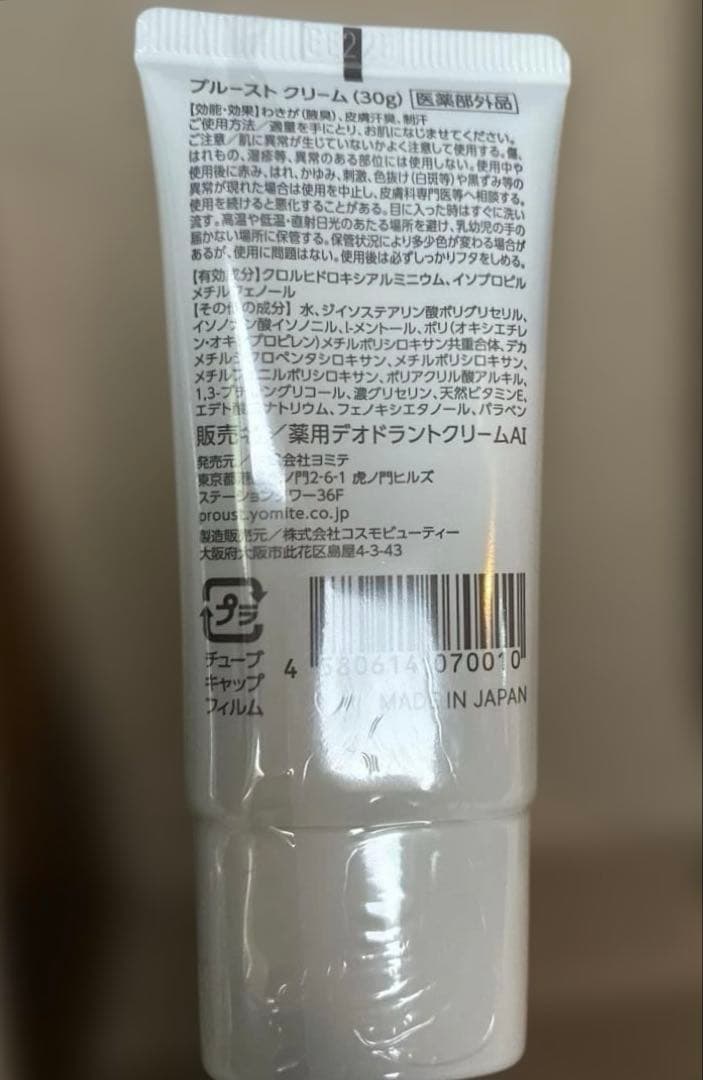 プルースト クリーム(30g) 医薬部外品
【効能・効果】わきが(腋臭)、皮膚汗臭、制汗
ご使用方法/適量を手にとり、お肌になじませてください。
ご注意/肌に異常が生じていないかよく注意して使用する。傷、
はれもの、湿疹等、異常のある部位には使用しない。使用中や
使用後に赤み、はれ、かゆみ、刺激、色抜け(白斑等)や黒ずみ等の
異常が現れた場合は使用を中止し、皮膚科専門医等へ相談する。
使用を続けると悪化することがある。目に入った時はすぐに洗い
流す。高温や低温・直射日光のあたる場所を避け、乳幼児の手の
届かない場所に保管する。保管状況により多少色が変わる場合が
あるが、使用に問題はない。使用後は必ずしっかりフタをしめる。
【有効成分】クロルヒドロキシアルミニウム、イソプロピル
メチルフェノール
【その他の成分】水、ジイソステアリン酸ポリグリセリル、
イソノナン酸イソノニル、l-メントール、ポリ(オキシエチレ
ン・オキシプロピレン)メチルポリシロキサン共重合体、デカ
メチルシクロペンタシロキサン、メチルポリシロキサン、
メチルフェニルポリシロキサン、ポリアクリル酸アルキル、
1,3-ブチレングリコール、濃グリセリン、天然ビタミンE、
エデト酸二ナトリウム、フェノキシエタノール、パラベン
販売名/薬用デオドラントクリームAI
発売元/株式会社ヨミテ
東京都港区虎ノ門2-6-1 虎ノ門ヒルズ
ステーションタワー36F
proust.yomite.co.jp
製造販売元/株式会社コスモビューティー
大阪府大阪市此花区島屋4-3-43
プラ
チューブ
キャップ
フィルム
4 580614 070010
MADE IN JAPAN